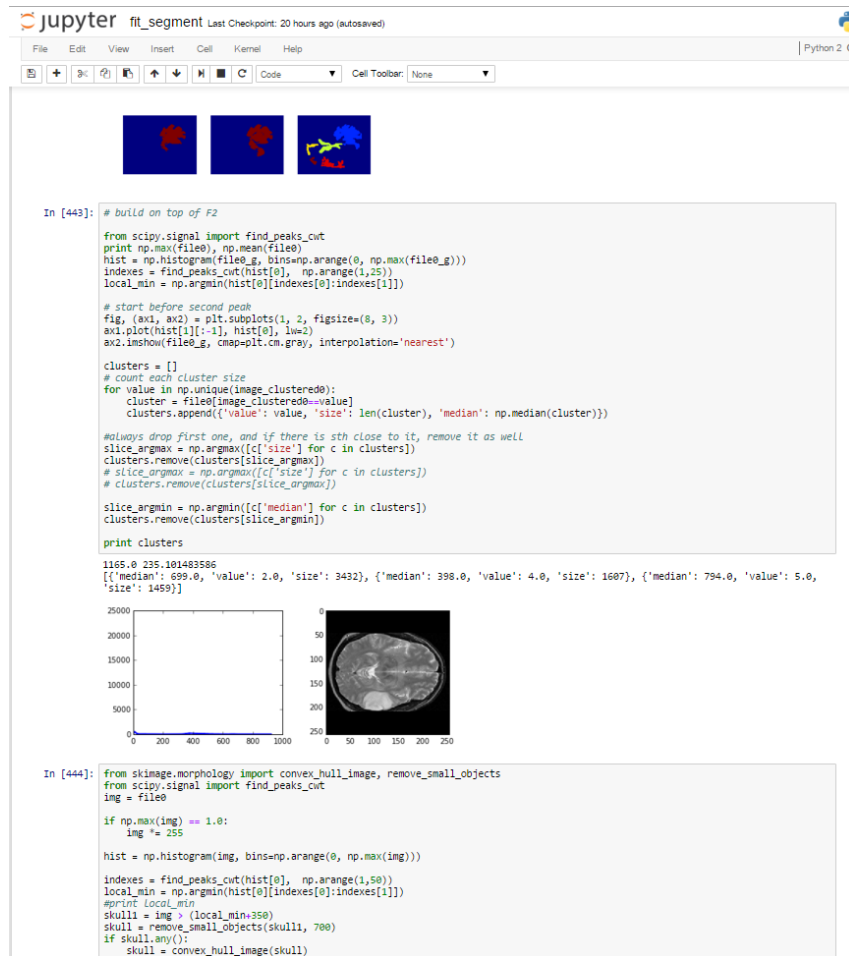 jupyter fit_segment Last Checkpoint: 20 hours ago (autosaved)
File Edit View Insert Cell Kernel Help
Python 2
Code Cell Toolbar: None
In [443]: # build on top of F2
from scipy.signal import find_peaks_cwt
print np.max(file0), np.mean(file0)
hist = np.histogram(file0_g, bins=np.arange(0, np.max(file0_g)))
indexes = find_peaks_cwt(hist[0], np.arange(1,25))
local_min = np.argmin(hist[0][indexes[0]:indexes[1]])
# start before second peak
fig, (ax1, ax2) = plt.subplots(1, 2, figsize=(8, 3))
ax1.plot(hist[1][:-1], hist[0], lw=2)
ax2.imshow(file0_g, cmap=plt.cm.gray, interpolation='nearest')
clusters = []
# count each cluster size
for value in np.unique(image_clustered0):
    cluster = file0[image_clustered0==value]
    clusters.append({'value': value, 'size': len(cluster), 'median': np.median(cluster)})
#always drop first one, and if there is sth close to it, remove it as well
slice_argmax = np.argmax([c['size'] for c in clusters])
clusters.remove(clusters[slice_argmax])
# slice_argmax = np.argmax([c['size'] for c in clusters])
# clusters.remove(clusters[slice_argmax])
slice_argmin = np.argmin([c['median'] for c in clusters])
clusters.remove(clusters[slice_argmin])
print clusters
1165.0 235.101483586
[{'median': 699.0, 'value': 2.0, 'size': 3432}, {'median': 398.0, 'value': 4.0, 'size': 1607}, {'median': 794.0, 'value': 5.0,
'size': 1459}]
25000
20000
15000
10000
5000
0
0 200 400 600 800 1000
0
50
100
150
200
250
0 50 100 150 200 250
In [444]: from skimage.morphology import convex_hull_image, remove_small_objects
from scipy.signal import find_peaks_cwt
img = file0
if np.max(img) == 1.0:
    img *= 255
hist = np.histogram(img, bins=np.arange(0, np.max(img)))
indexes = find_peaks_cwt(hist[0], np.arange(1,50))
local_min = np.argmin(hist[0][indexes[0]:indexes[1]])
#print local_min
skull1 = img > (local_min+350)
skull = remove_small_objects(skull1, 700)
if skull.any():
    skull = convex_hull_image(skull)